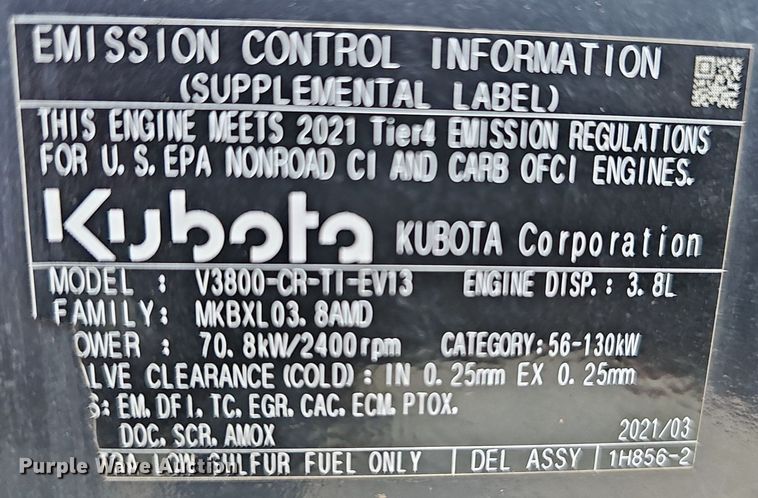 EMISSION CONTROL INFORMATION
(SUPPLEMENTAL LABEL)
THIS ENGINE MEETS 2021 Tier4 EMISSION REGULATIONS
FOR U.S.EPA NONROAD CI AND CARB OFCI ENGINES.
Kubota KUBOTA Corporation
MODEL : V3800-CR-TI-EV13 ENGINE DISP.: 3.8L
FAMILY: MKBXL03.8AMD
OWER : 70.8kW/2400rpm CATEGORY:56-130kW
LVE CLEARANCE(COLD): IN 0.25mm EX 0.25mm
S: EM, DFI, TC, EGR, CAC, ECM, PTOX,
DOC, SCR, AMOX 2021/03
LOW SULFUR FUEL ONLY DEL ASSY 1H856-2
Purple Wave Auction